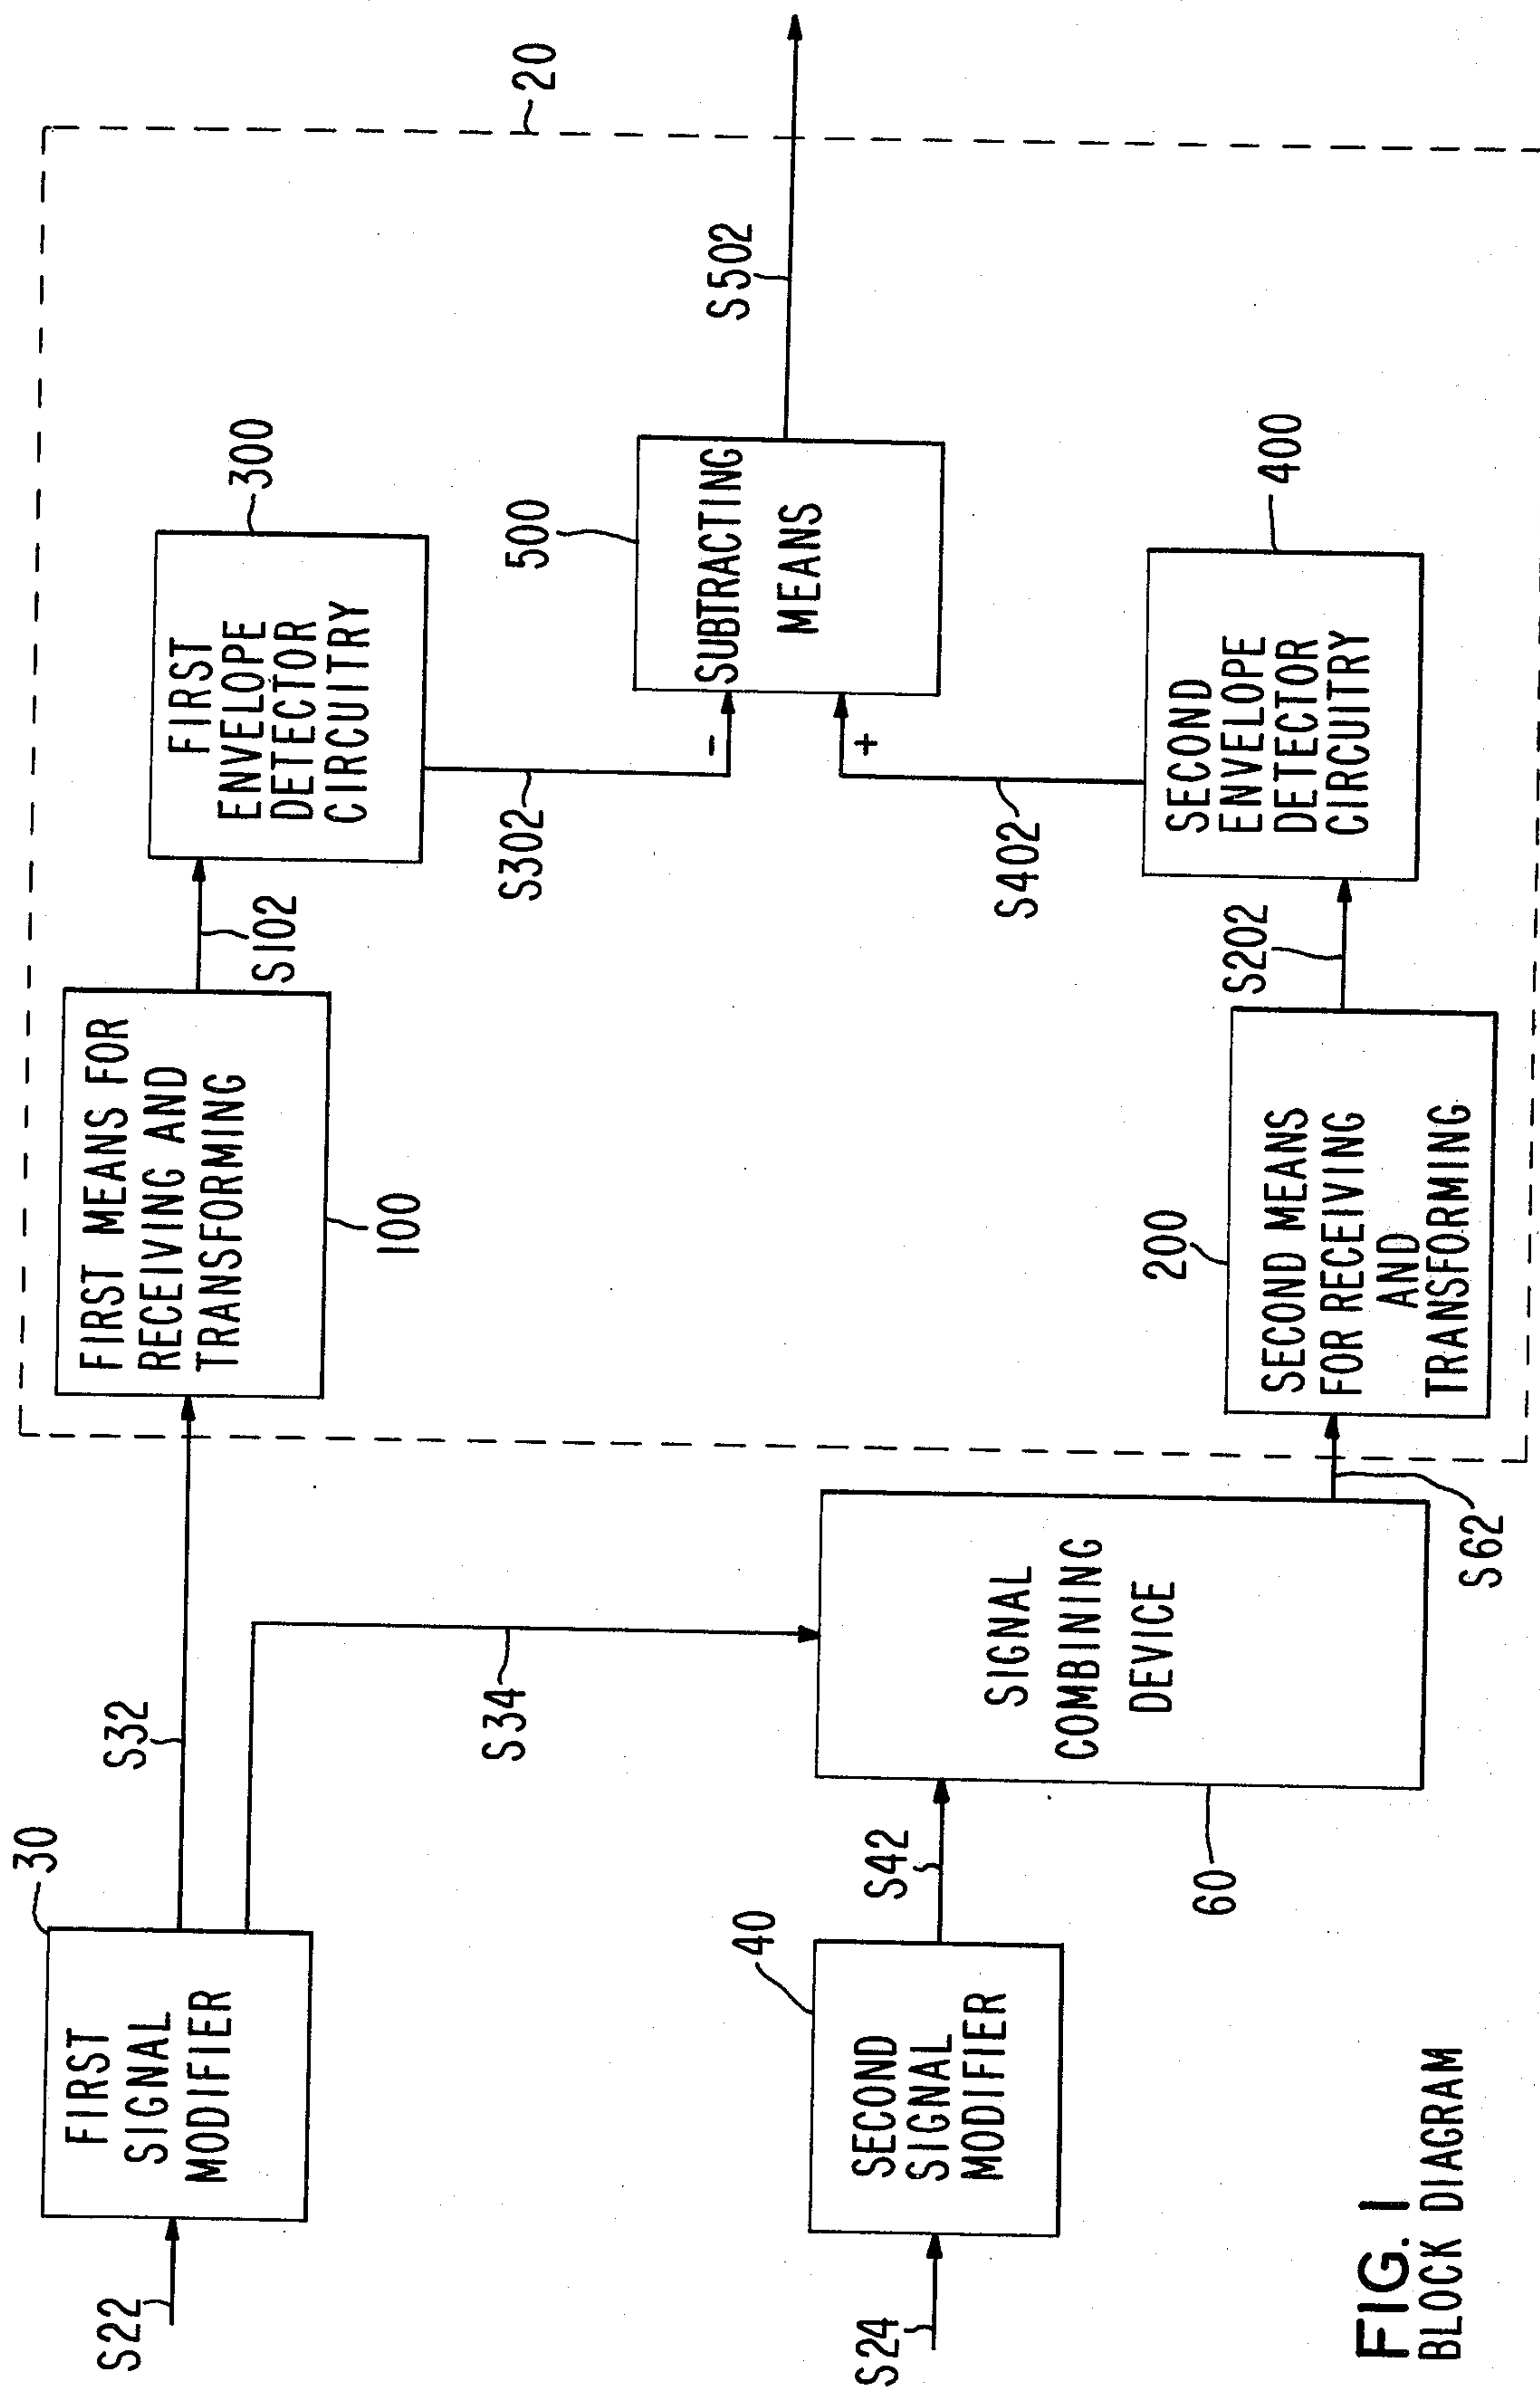 S22
FIRST
SIGNAL
MODIFIER
30
S32
S34
FIRST MEANS FOR
RECEIVING AND
TRANSFORMING
100
S102
FIRST
ENVELOPE
DETECTOR
CIRCUITRY
300
S302
-
20
500
SUBTRACTING
MEANS
S502
+
S402
S24
SECOND
SIGNAL
MODIFIER
40
S42
60
SIGNAL
COMBINING
DEVICE
S62
200
SECOND MEANS
FOR RECEIVING
AND
TRANSFORMING
S202
SECOND
ENVELOPE
DETECTOR
CIRCUITRY
400
FIG. 1
BLOCK DIAGRAM